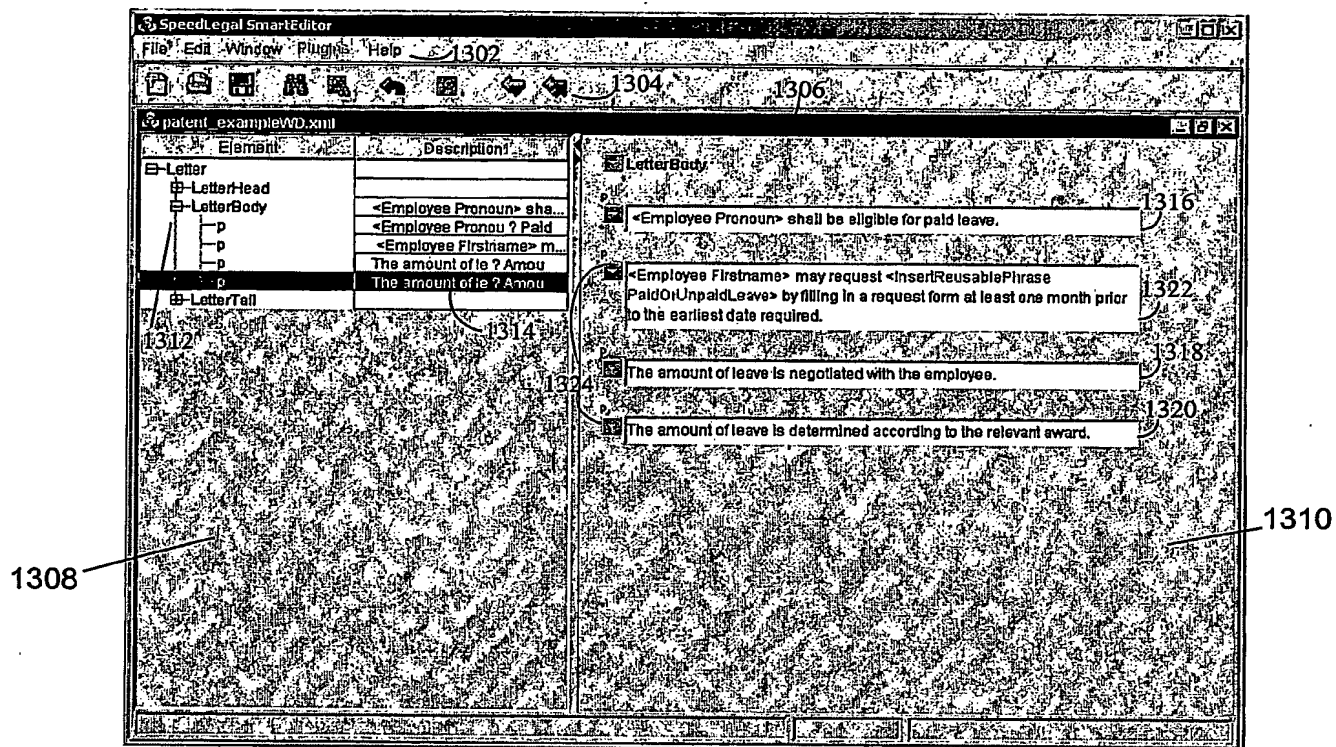 SpeedLegal SmartEditor
File Edit Window Plugins Help 1302
1304
1306
patent_exampleWD.xml
Element Description
Letter
LetterHead
LetterBody <Employee Pronoun> sha...
p <Employee Pronou ? Paid
p <Employee Firstname> m...
p The amount of le ? Amou
p The amount of le ? Amou
LetterTail
1312
1314
1308
LetterBody
p
<Employee Pronoun> shall be eligible for paid leave.
1316
p
<Employee Firstname> may request <InsertReusablePhrase
PaidOrUnpaidLeave> by filling in a request form at least one month prior
to the earliest date required.
1322
p
The amount of leave is negotiated with the employee.
1318
1324
p
The amount of leave is determined according to the relevant award.
1320
1310